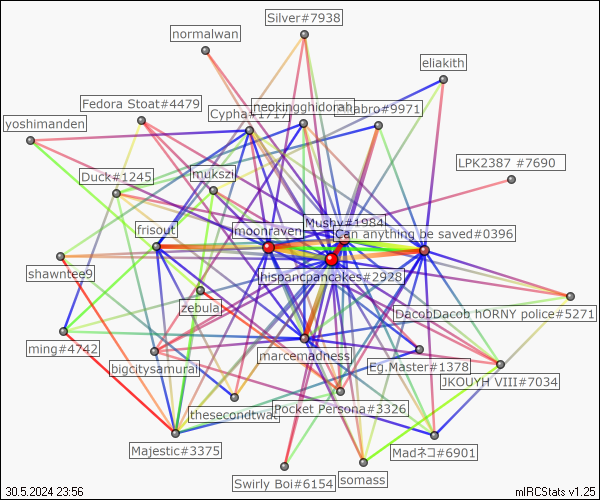 Silver#7938
normalwan
eliakith
Fedora Stoat#4479
Cypha#1717
neokingghidorah
yoshimanden
LPK2387 #7690
Duck#1245
mukszi
Mushy#1984
frisout
moonraven
Can anything be saved#0396
shawntee9
hispancpancakes#2928
zebula
DacobDacob hORNY police#5271
ming#4742
marcemadness
bigcitysamurai
Eg.Master#1378
JKOUYH VIII#7034
thesecondtwat
Pocket Persona#3326
Majestic#3375
Madネコ#6901
Swirly Boi#6154
somass
30.5.2024 23:56
mIRCStats v1.25